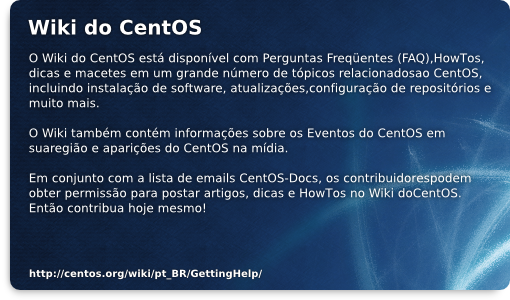 Wiki do CentOS
O Wiki do CentOS está disponível com Perguntas Freqüentes (FAQ),HowTos,
dicas e macetes em um grande número de tópicos relacionadosao CentOS,
incluindo instalação de software, atualizações,configuração de repositórios e
muito mais.
O Wiki também contém informações sobre os Eventos do CentOS em
suaregião e aparições do CentOS na mídia.
Em conjunto com a lista de emails CentOS-Docs, os contribuidorespodem
obter permissão para postar artigos, dicas e HowTos no Wiki doCentOS.
Então contribua hoje mesmo!
http://centos.org/wiki/pt_BR/GettingHelp/